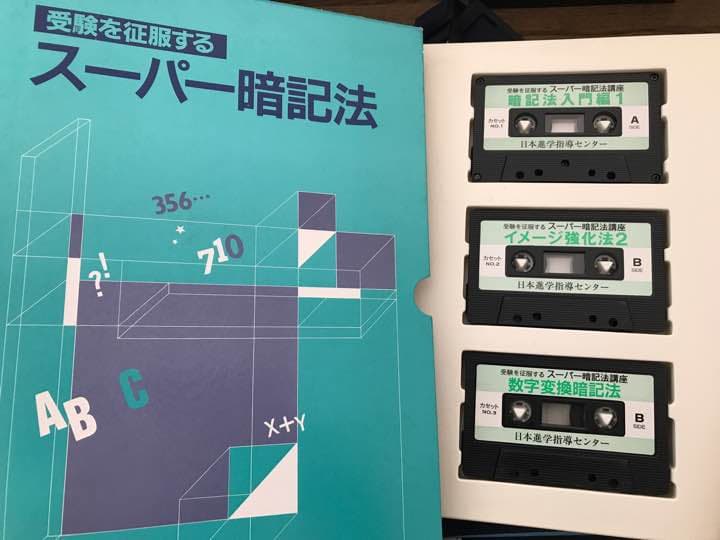 受験を征服する
スーパー暗記法
356…
710
?!
ABC
X+Y
受験を征服する スーパー暗記法講座
暗記法入門編1
カセット
NO.1
A
SIDE
日本進学指導センター
受験を征服する スーパー暗記法講座
イメージ強化法2
カセット
NO.2
B
SIDE
日本進学指導センター
受験を征服する スーパー暗記法講座
数字変換暗記法
カセット
NO.3
B
SIDE
日本進学指導センター